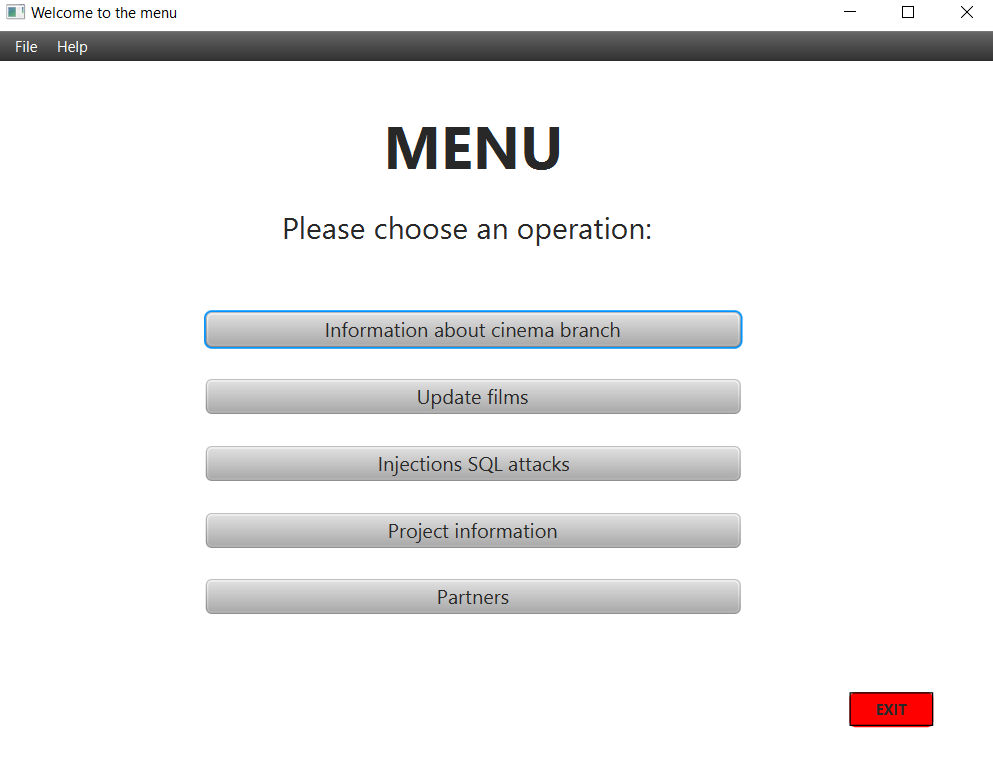 Welcome to the menu
File Help
MENU
Please choose an operation:
Information about cinema branch
Update films
Injections SQL attacks
Project information
Partners
EXIT